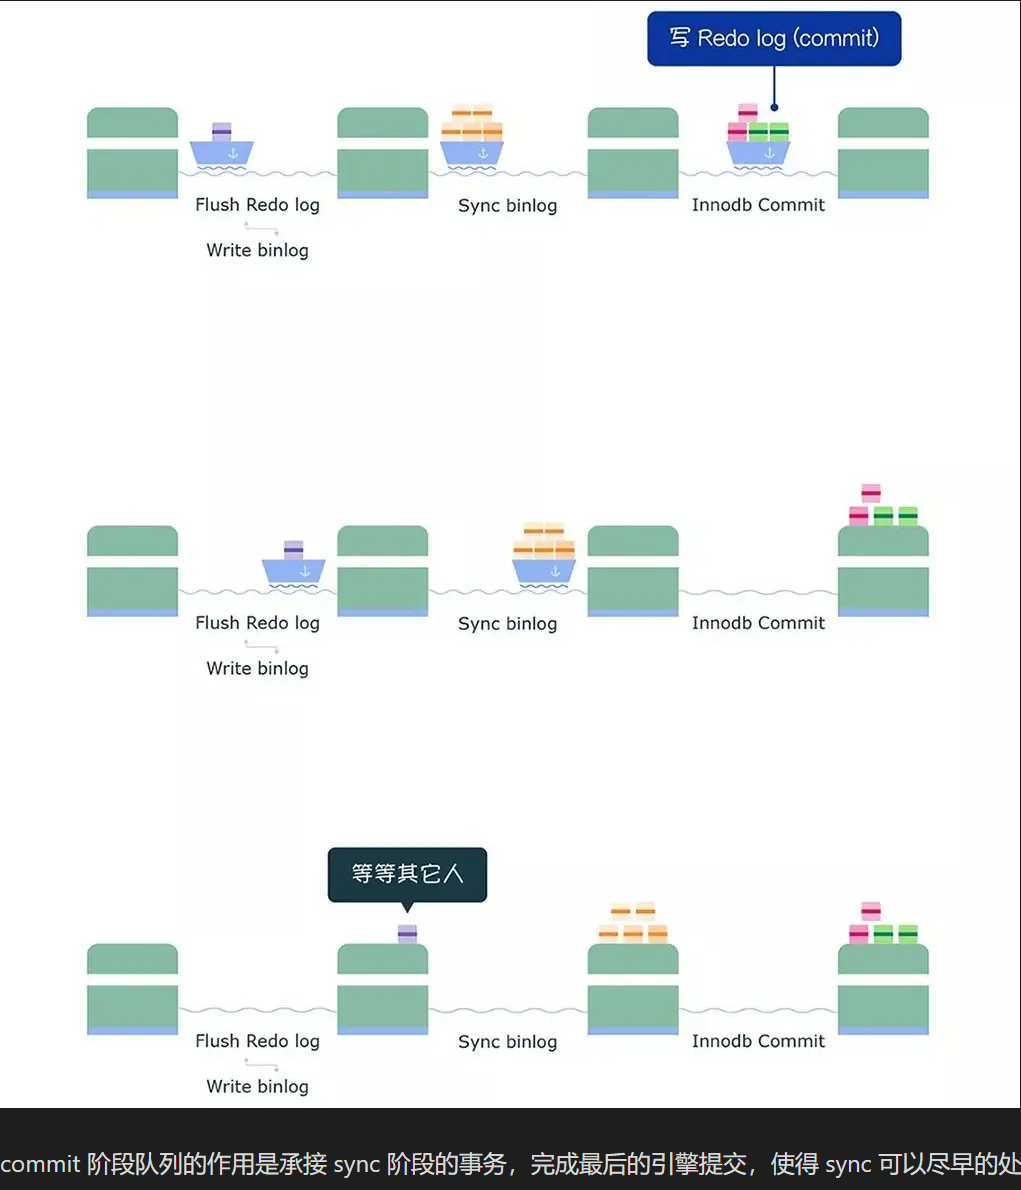 写 Redo log (commit)
Flush Redo log
Sync binlog
Innodb Commit
Write binlog
Flush Redo log
Sync binlog
Innodb Commit
Write binlog
等等其它人
Flush Redo log
Sync binlog
Innodb Commit
Write binlog
commit 阶段队列的作用是承接 sync 阶段的事务，完成最后的引擎提交，使得 sync 可以尽早的处